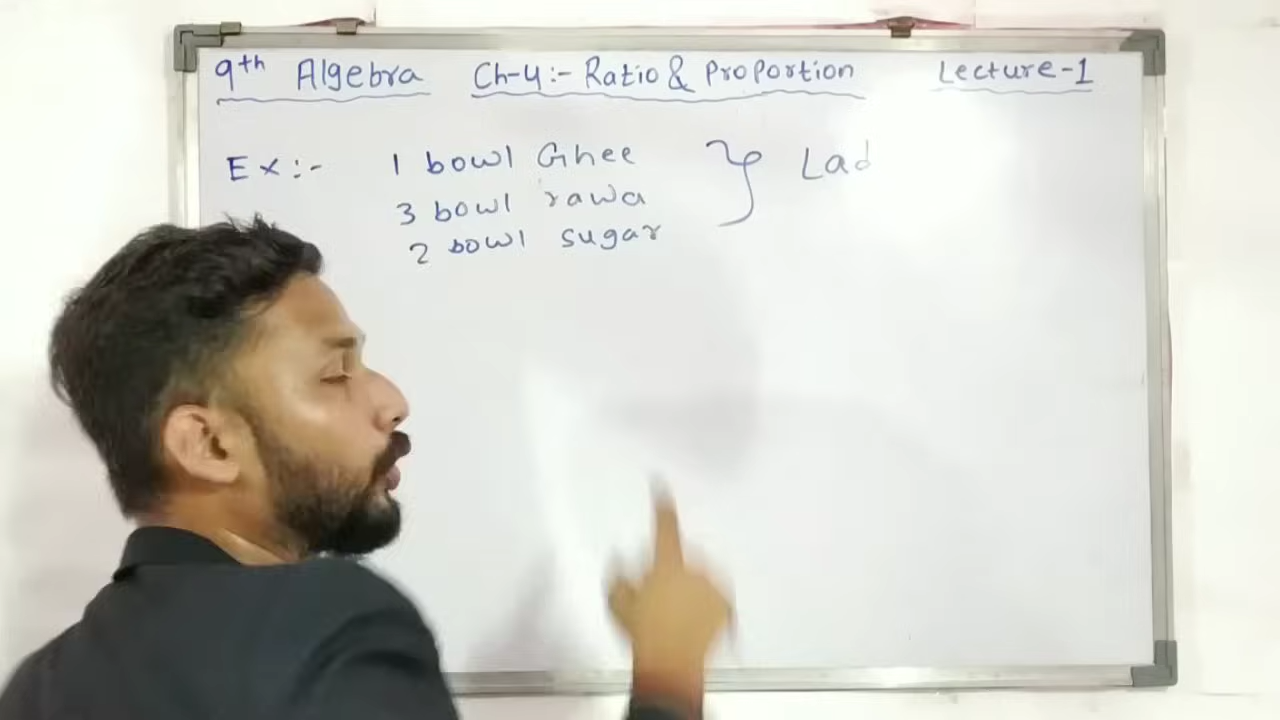 9th Algebra Ch-4:- Ratio & Proportion Lecture-1
Ex:- 1 bowl Ghee } Lad
3 bowl rawa
2 bowl sugar